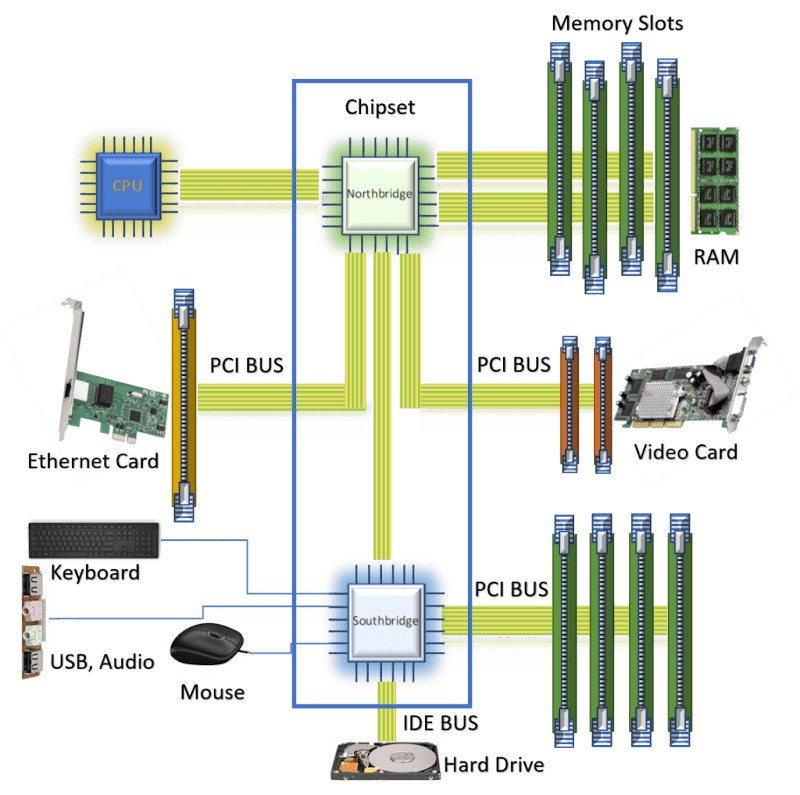 Memory Slots
Chipset
CPU
Northbridge
RAM
PCI BUS
PCI BUS
Ethernet Card
Video Card
Keyboard
PCI BUS
Southbridge
USB, Audio
Mouse
IDE BUS
Hard Drive